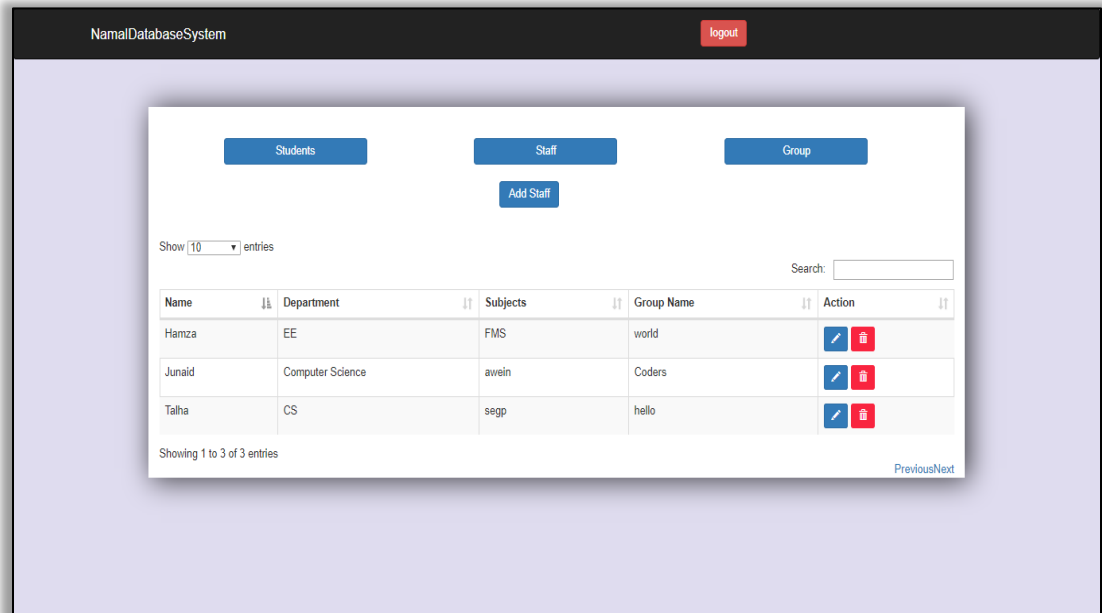 NamalDatabaseSystem logout
Students Staff Group
Add Staff
Show 10 entries
Search:
Name Department Subjects Group Name Action
Hamza EE FMS world
Junaid Computer Science awein Coders
Talha CS segp hello
Showing 1 to 3 of 3 entries
PreviousNext